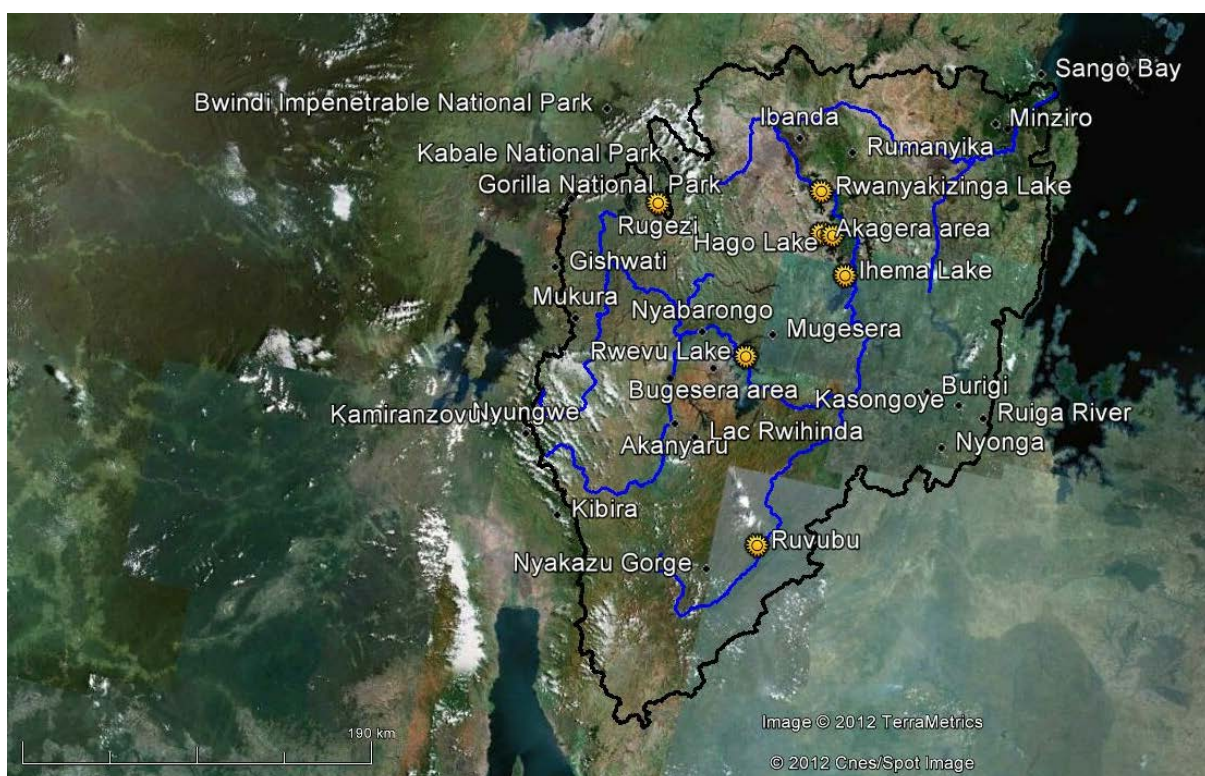 Sango Bay
Bwindi Impenetrable National Park
Ibanda
Minziro
Kabale National Park
Rumanyika
Gorilla National Park
Rwanyakizinga Lake
Rugezi
Hago Lake
Akagera area
Gishwati
Ihema Lake
Mukura
Nyabarongo
Mugesera
Rwevu Lake
Bugesera area
Kasongoye
Burigi
Kamiranzovu
Nyungwe
Ruiga River
Akanyaru
Lac Rwihinda
Nyonga
Kibira
Ruvubu
Nyakazu Gorge
190 km
Image © 2012 TerraMetrics
© 2012 Cnes/Spot Image